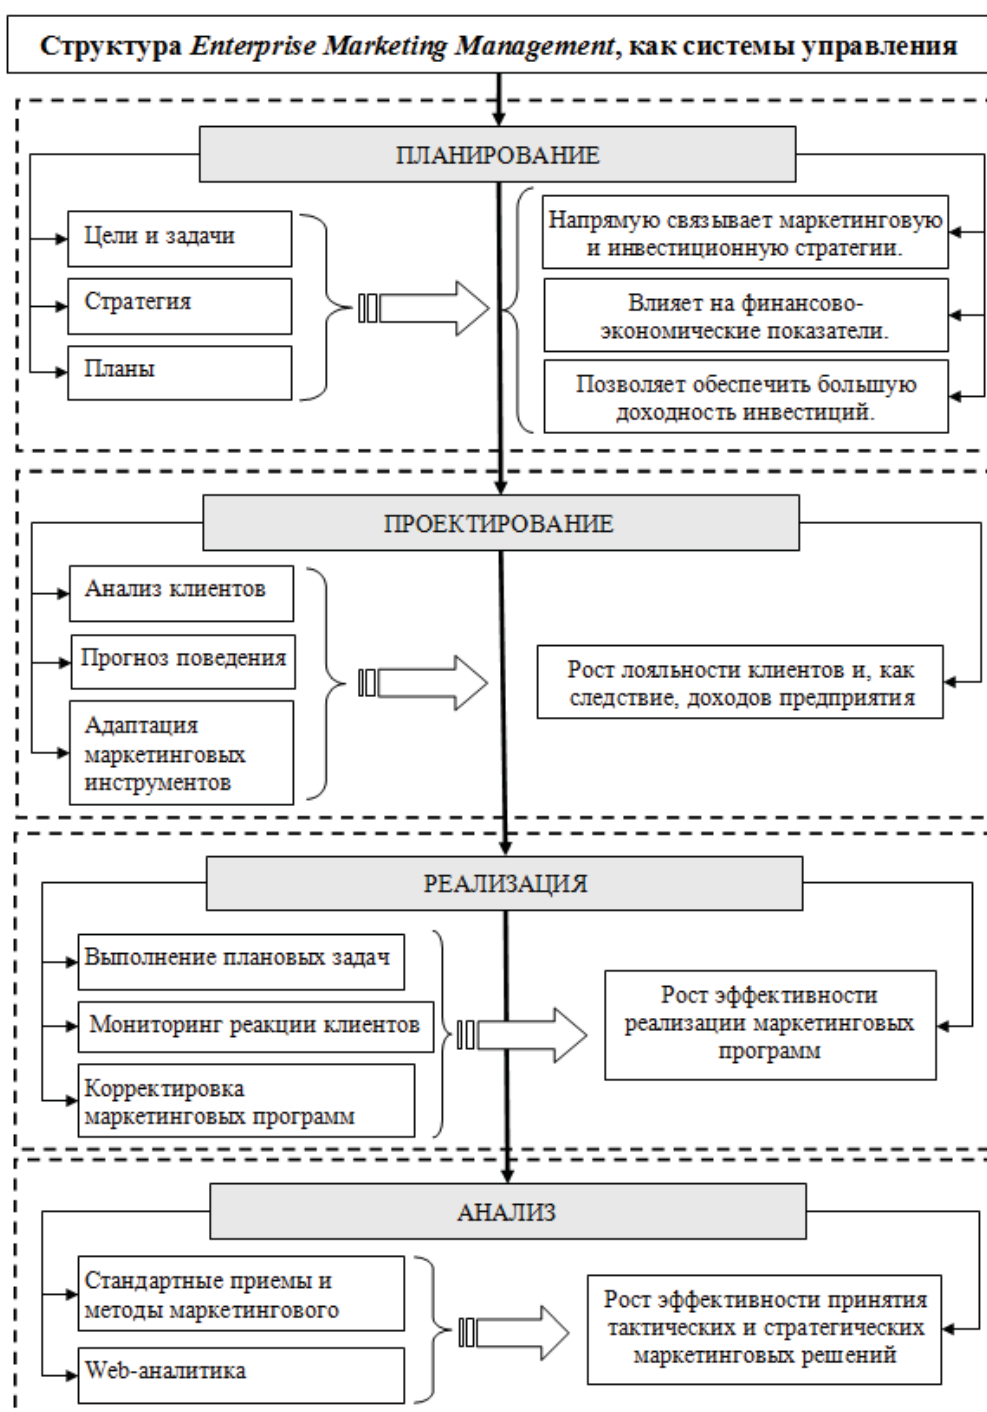 Структура Enterprise Marketing Management, как системы управления
ПЛАНИРОВАНИЕ
Цели и задачи
Стратегия
Планы
Напрямую связывает маркетинговую
и инвестиционную стратегии.
Влияет на финансово-
экономические показатели.
Позволяет обеспечить большую
доходность инвестиций.
ПРОЕКТИРОВАНИЕ
Анализ клиентов
Прогноз поведения
Адаптация
маркетинговых
инструментов
Рост лояльности клиентов и, как
следствие, доходов предприятия
РЕАЛИЗАЦИЯ
Выполнение плановых задач
Мониторинг реакции клиентов
Корректировка
маркетинговых программ
Рост эффективности
реализации маркетинговых
программ
АНАЛИЗ
Стандартные приемы и
методы маркетингового
Web-аналитика
Рост эффективности принятия
тактических и стратегических
маркетинговых решений